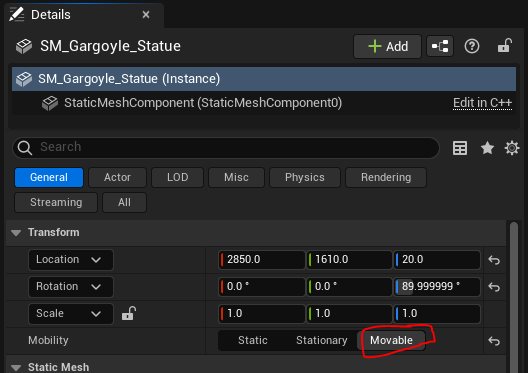 Details
SM_Gargoyle_Statue
Add
SM_Gargoyle_Statue (Instance)
StaticMeshComponent (StaticMeshComponent0) Edit in C++
Search
General Actor LOD Misc Physics Rendering
Streaming All
Transform
Location 2850.0 1610.0 20.0
Rotation 0.0 ° 0.0 ° 89.999999 °
Scale 1.0 1.0 1.0
Mobility Static Stationary Movable
Static Mesh